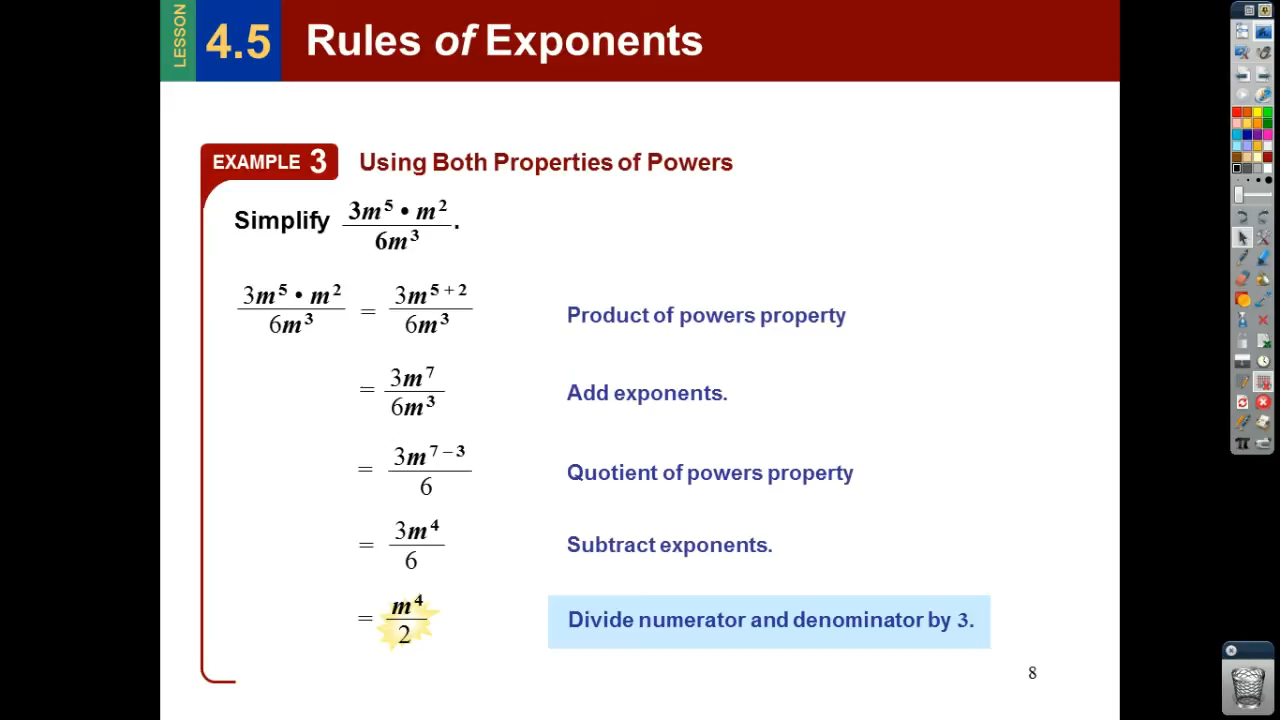 LESSON
4.5
Rules of Exponents
EXAMPLE 3
Using Both Properties of Powers
Simplify (3m⁵ • m²)/(6m³).
(3m⁵ • m²)/(6m³) = (3m⁵⁺²)/(6m³)
Product of powers property
= (3m⁷)/(6m³)
Add exponents.
= (3m⁷⁻³)/6
Quotient of powers property
= (3m⁴)/6
Subtract exponents.
= m⁴/2
Divide numerator and denominator by 3.
8